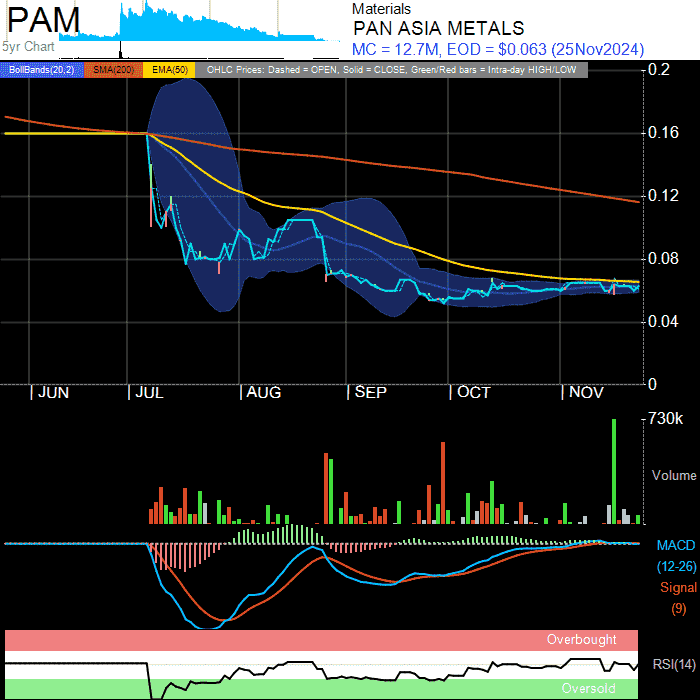 PAM
5yr Chart
Materials
PAN ASIA METALS
MC = 12.7M, EOD = $0.063 (25Nov2024)
BollBands(20,2) SMA(200) EMA(50) OHLC Prices: Dashed = OPEN, Solid = CLOSE, Green/Red bars = Intra-day HIGH/LOW
0.2
0.16
0.12
0.08
0.04
0
JUN JUL AUG SEP OCT NOV
730k
Volume
MACD
(12-26)
Signal
(9)
Overbought
RSI(14)
Oversold